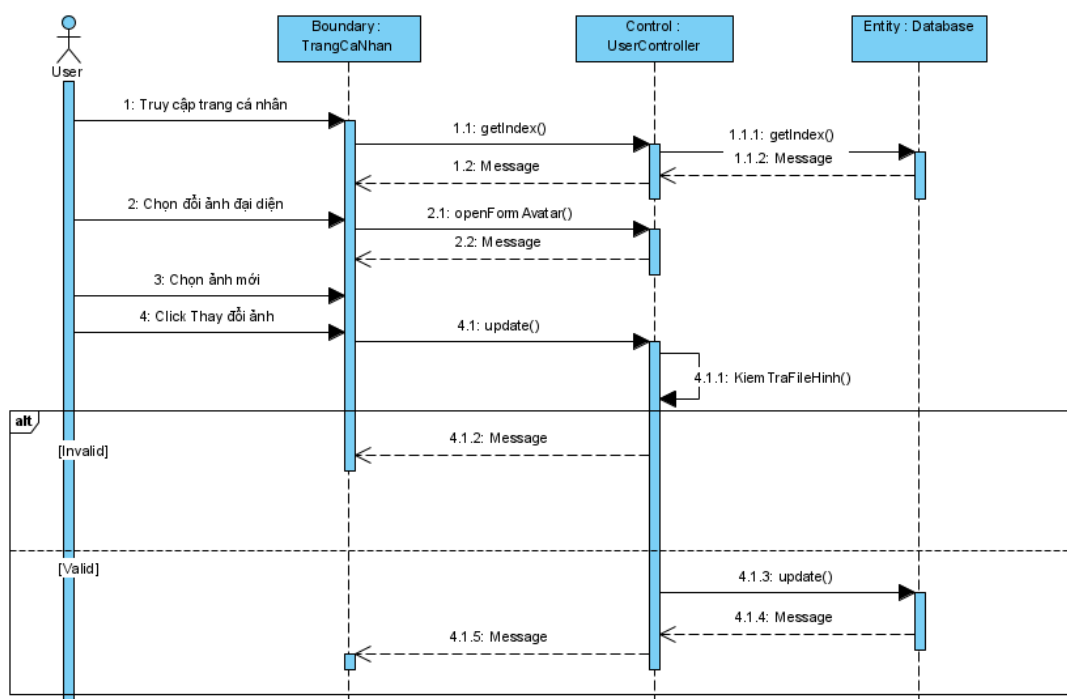 Boundary :
TrangCaNhan
Control :
UserController
Entity : Database
User
1: Truy cập trang cá nhân
1.1: getIndex()
1.1.1: getIndex()
1.1.2: Message
1.2: Message
2: Chọn đổi ảnh đại diện
2.1: openFormAvatar()
2.2: Message
3: Chọn ảnh mới
4: Click Thay đổi ảnh
4.1: update()
4.1.1: KiemTraFileHinh()
alt
[Invalid]
4.1.2: Message
[Valid]
4.1.3: update()
4.1.4: Message
4.1.5: Message